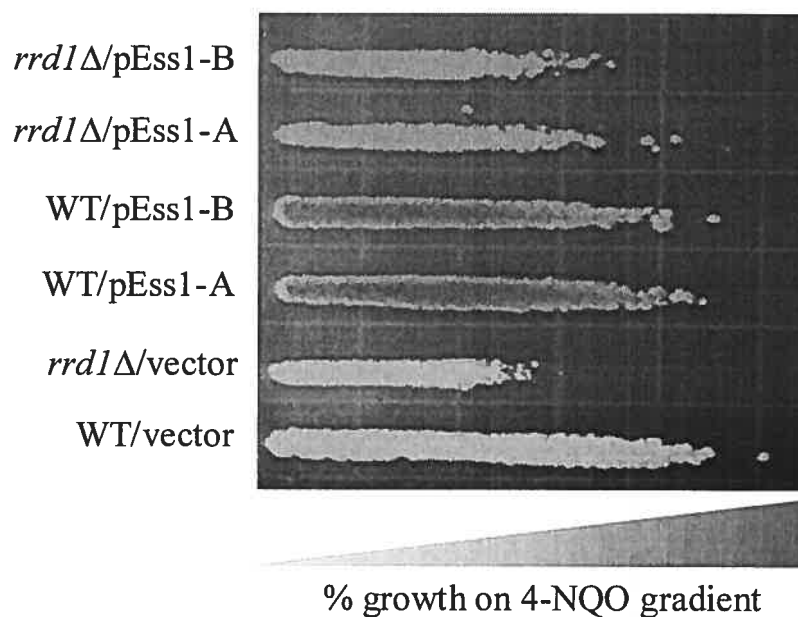 rrd1Δ/pEss1-B
rrd1Δ/pEss1-A
WT/pEss1-B
WT/pEss1-A
rrd1Δ/vector
WT/vector
% growth on 4-NQO gradient